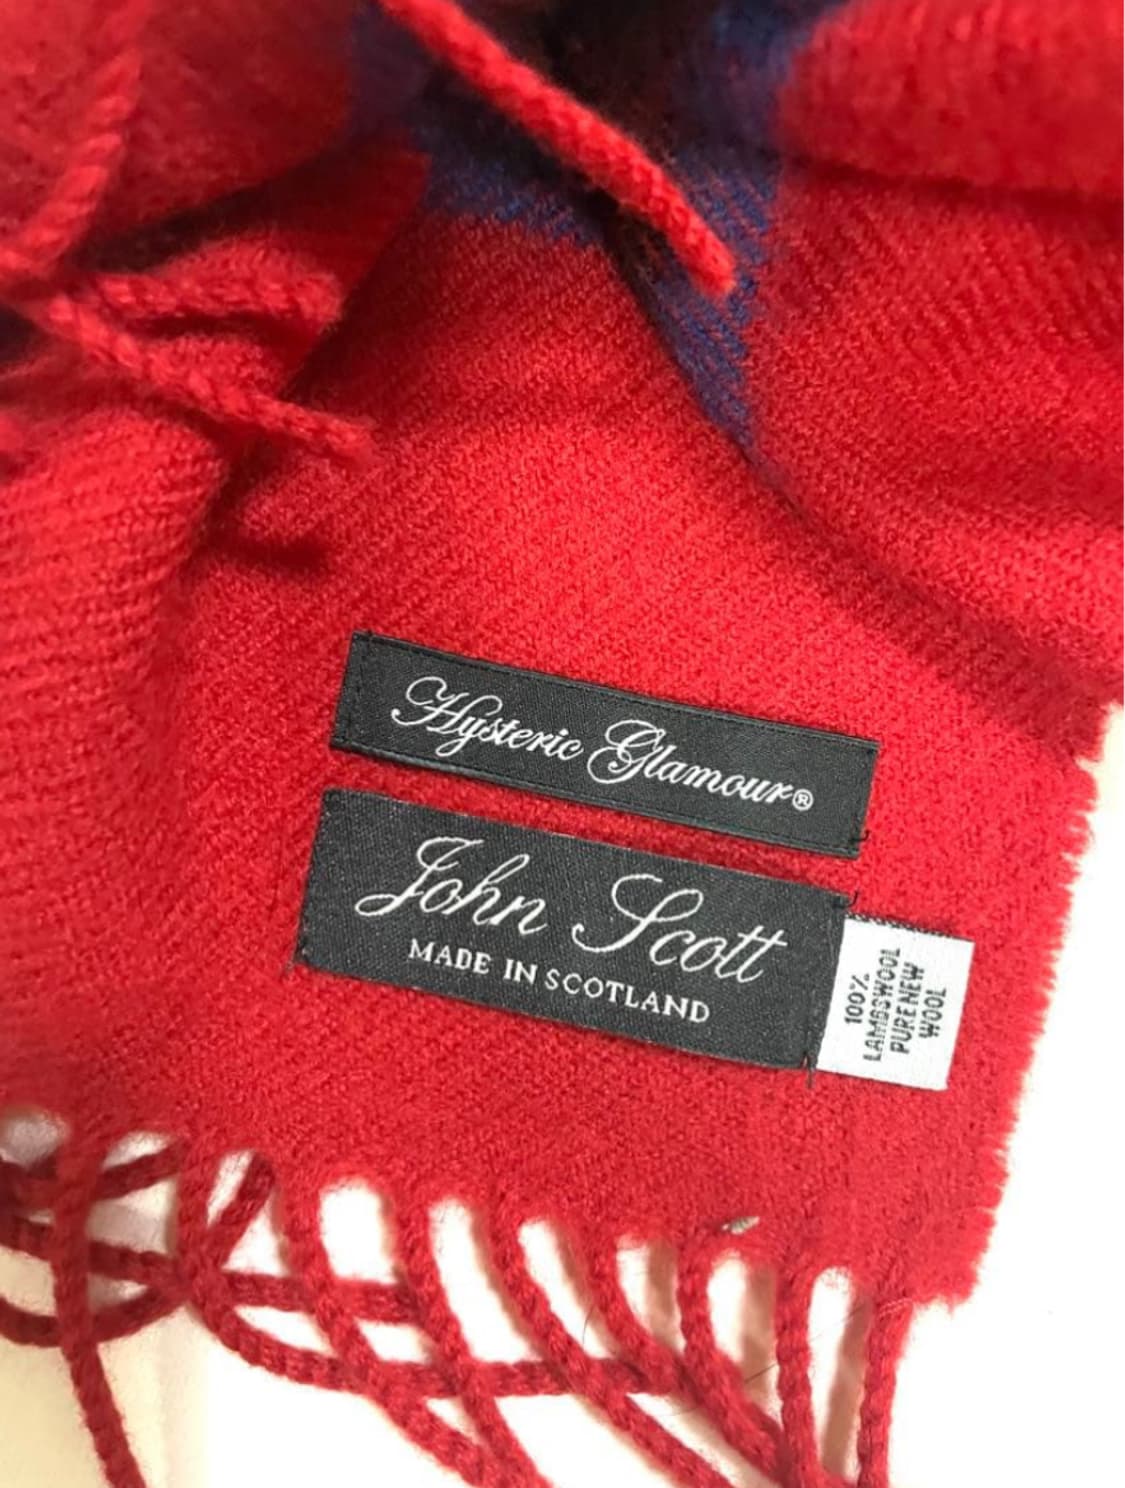 Hysteric Glamour®
John Scott
MADE IN SCOTLAND
100%
LAMBSWOOL
PURE NEW
WOOL